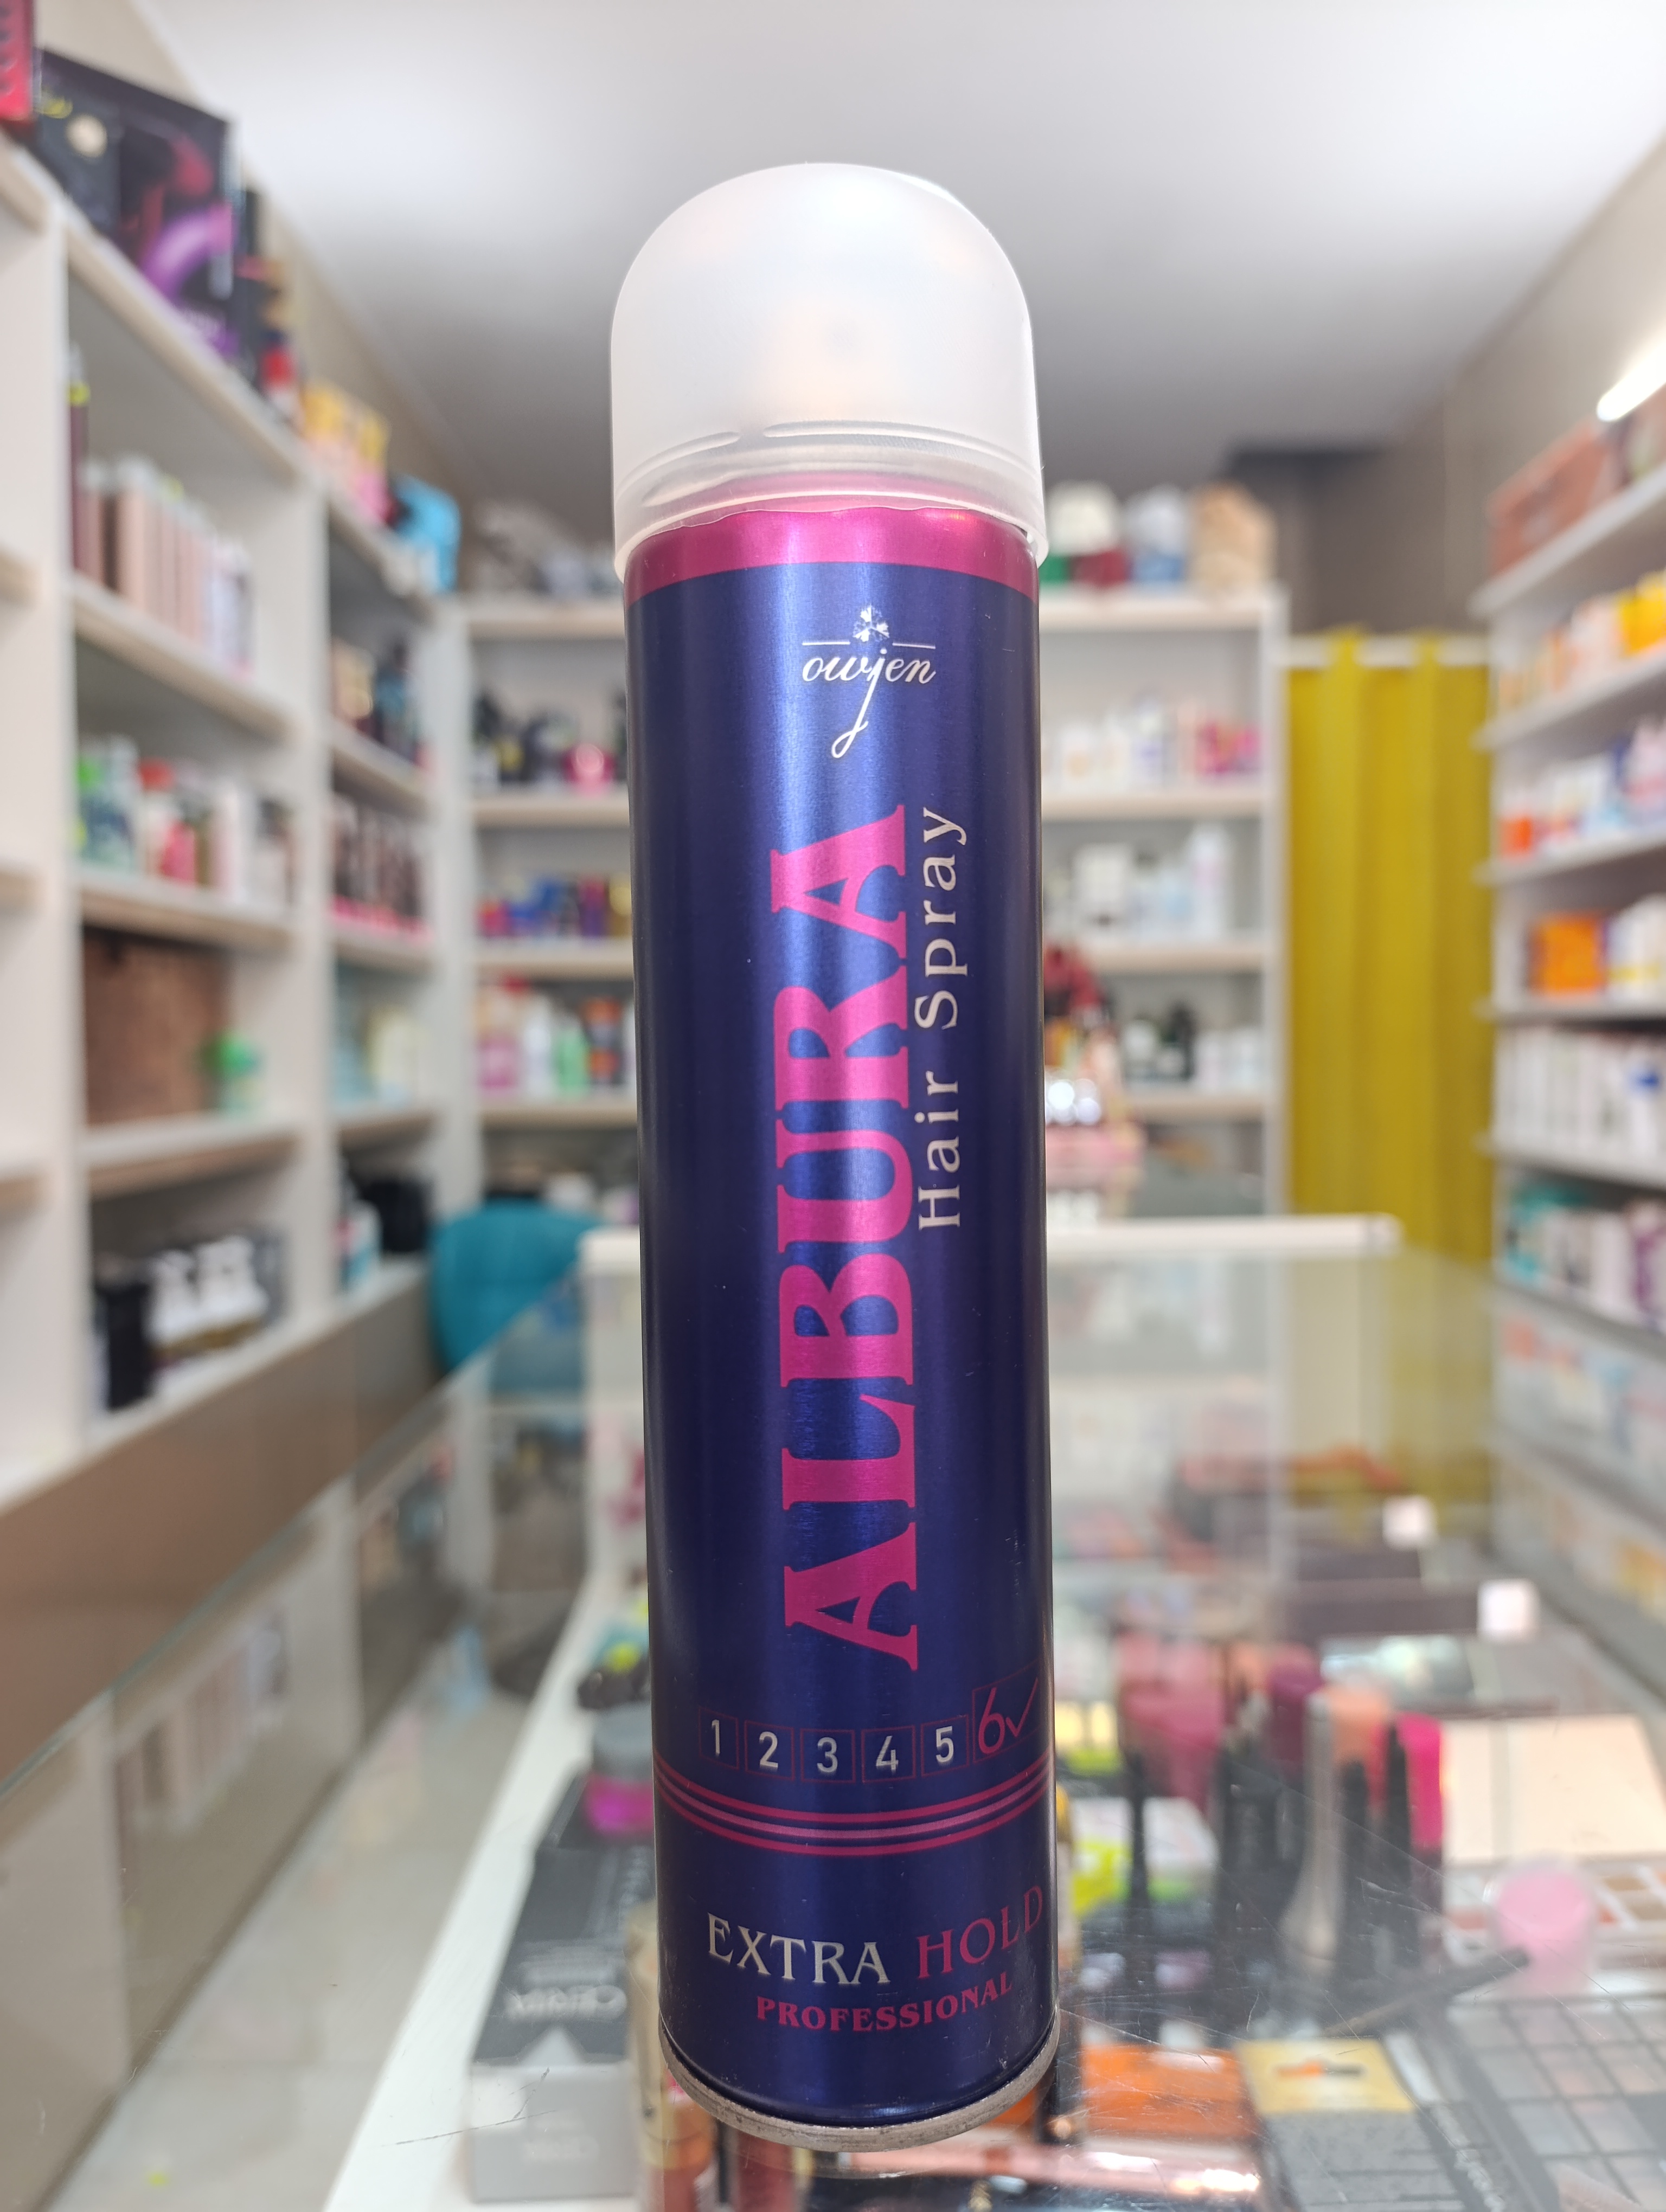 owjen
ALBURA
Hair Spray
1 2 3 4 5 6✓
EXTRA HOLD
PROFESSIONAL